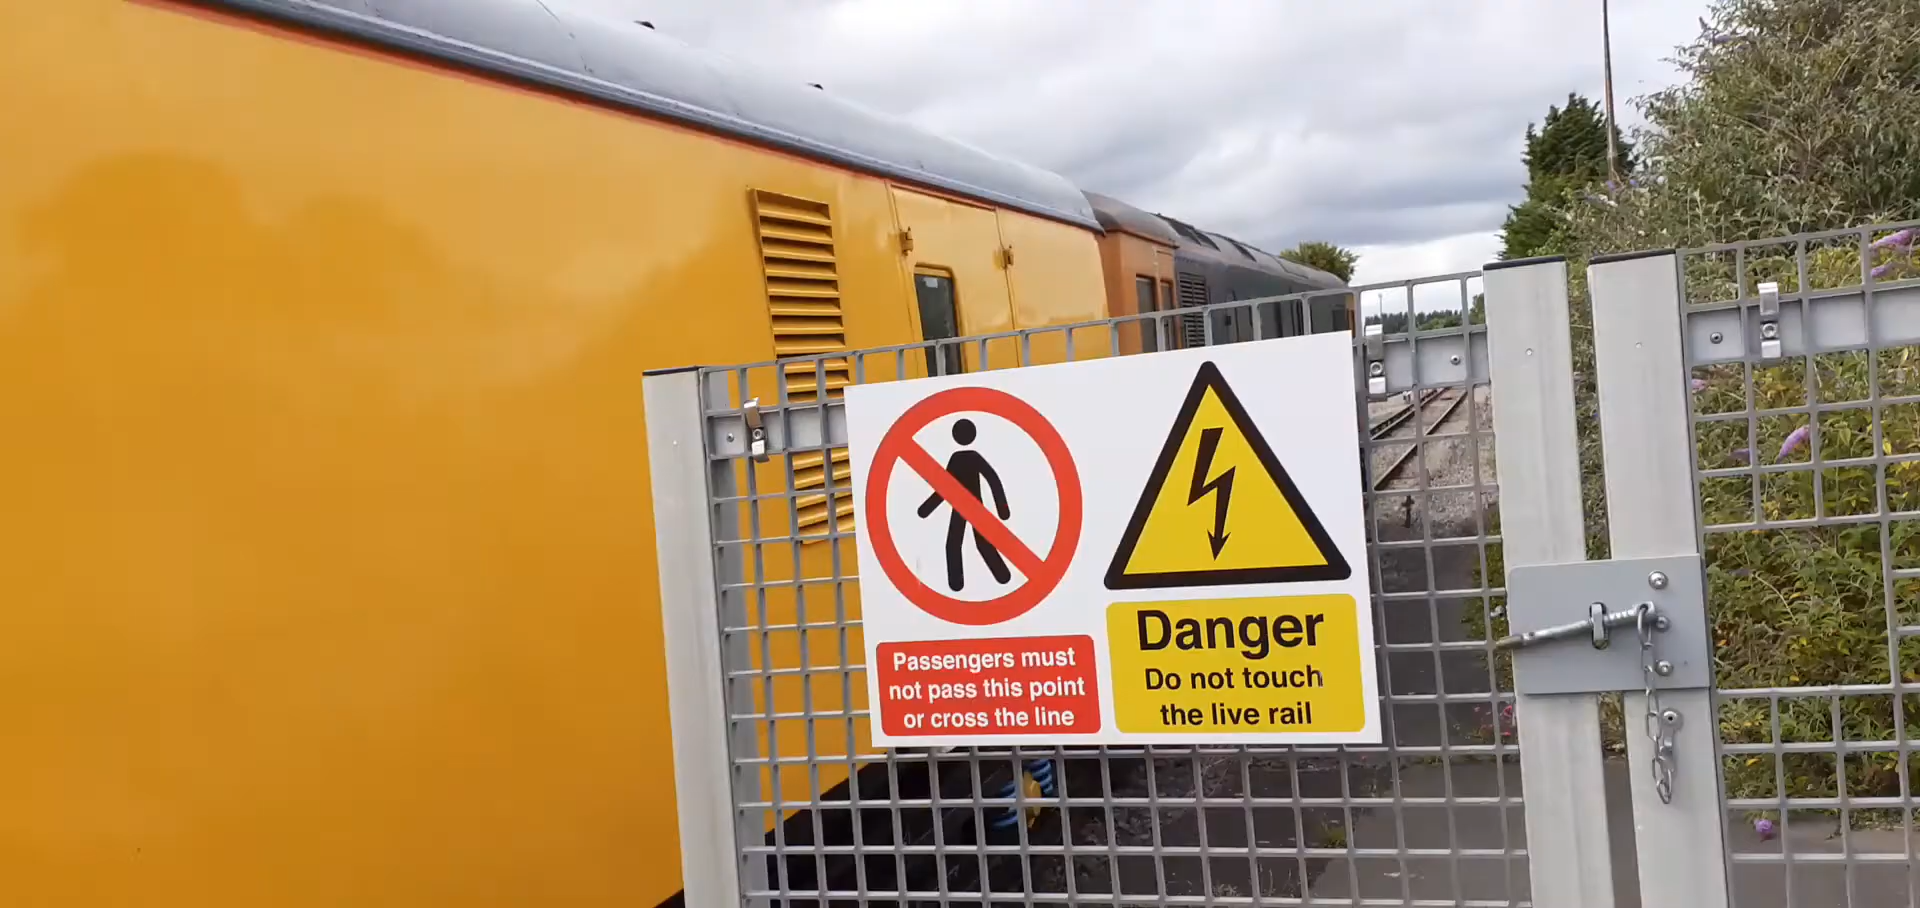 Passengers must
not pass this point
or cross the line
Danger
Do not touch
the live rail